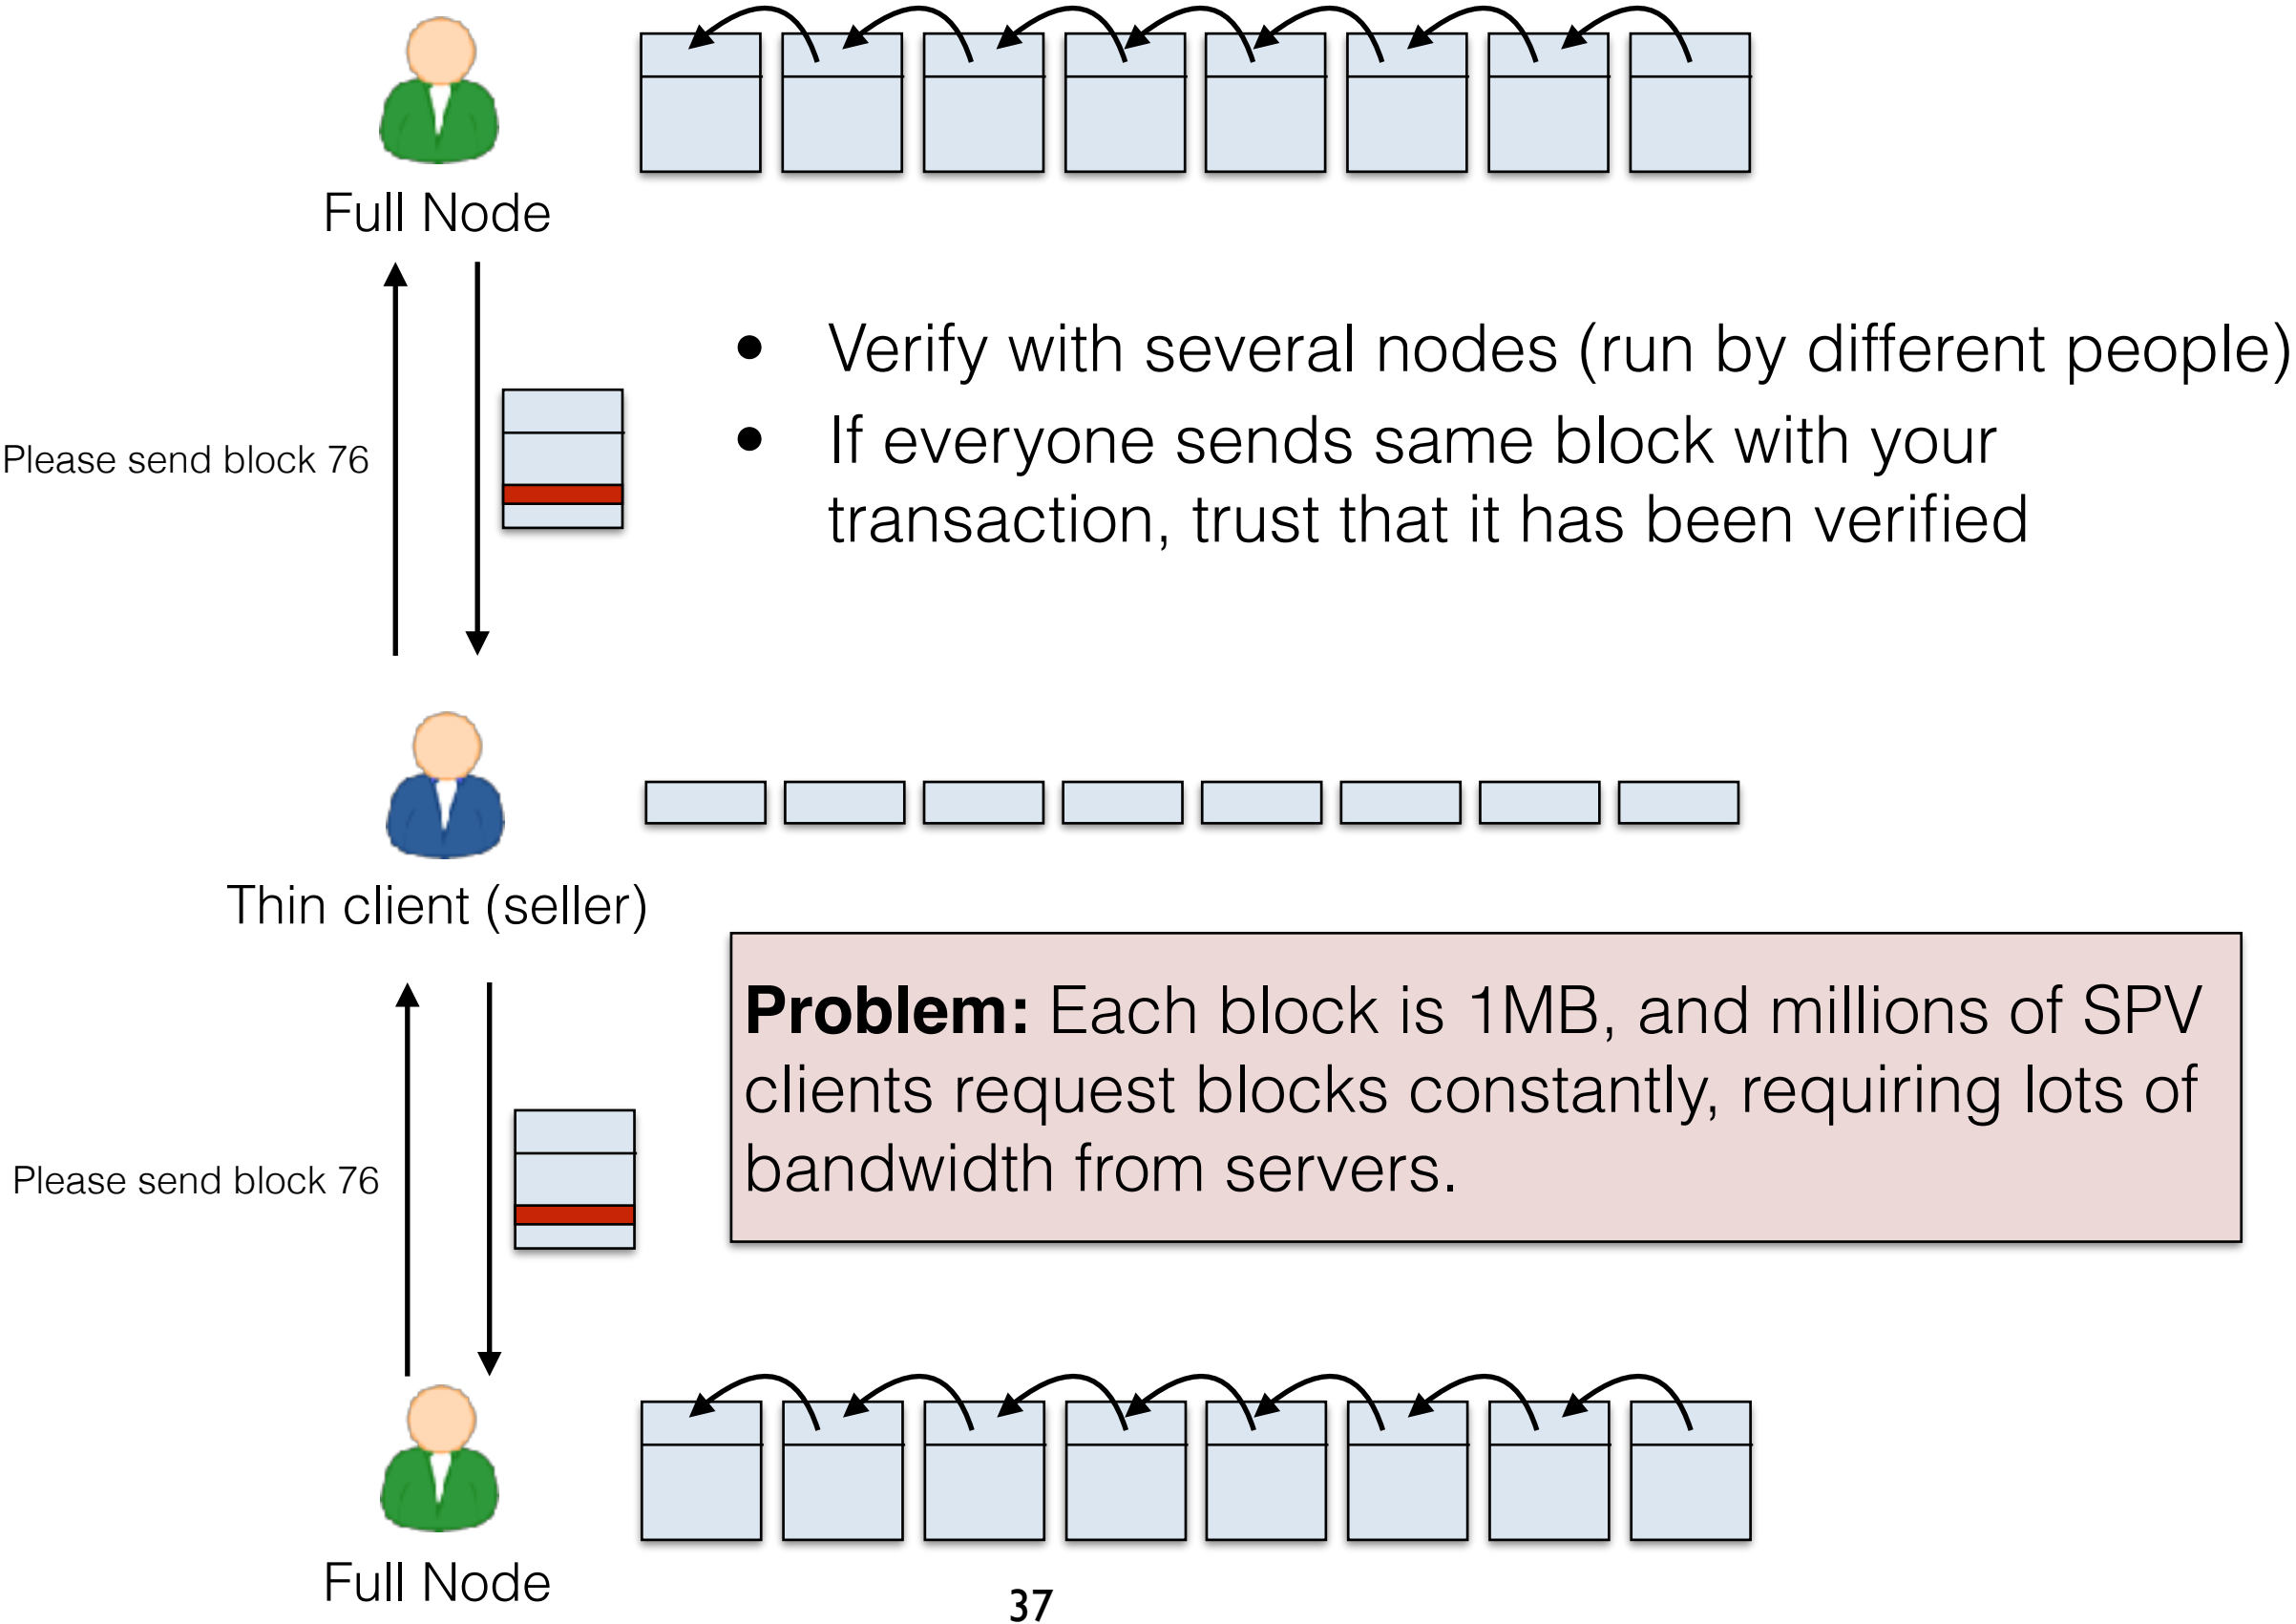 Full Node
• Verify with several nodes (run by different people)
• If everyone sends same block with your
transaction, trust that it has been verified
Please send block 76
Thin client (seller)
Problem: Each block is 1MB, and millions of SPV
clients request blocks constantly, requiring lots of
bandwidth from servers.
Please send block 76
Full Node
37